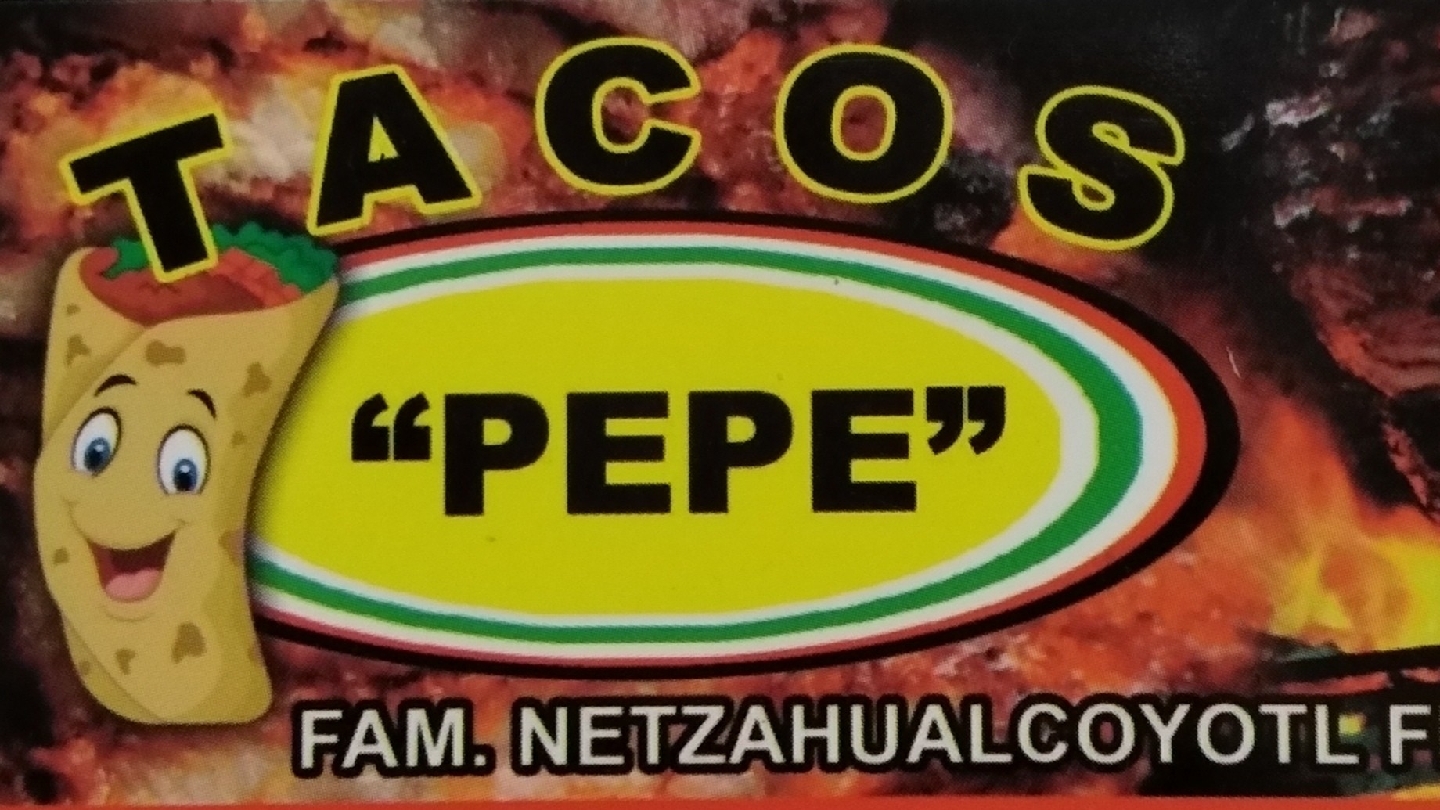 TACOS
“PEPE”
FAM. NETZAHUALCOYOTL